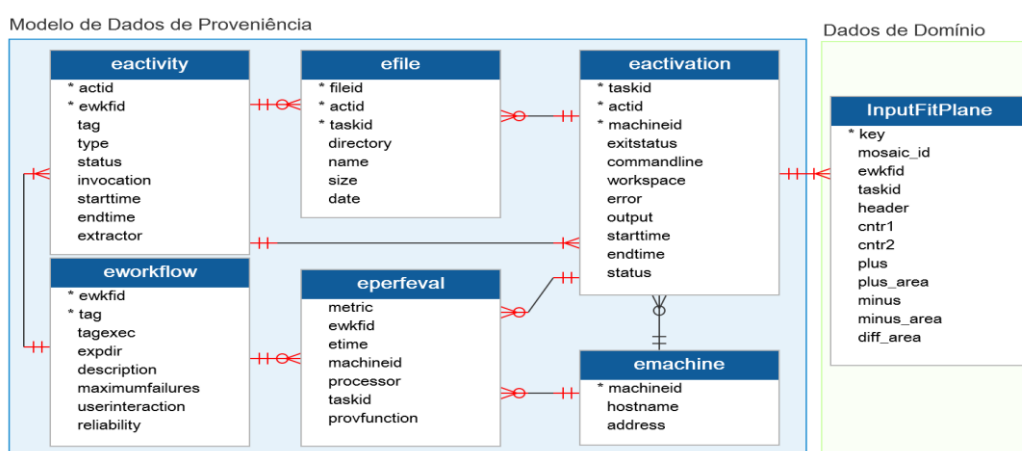 Modelo de Dados de Proveniência
eactivity
* actid
* ewkfid
tag
type
status
invocation
starttime
endtime
extractor
efile
* fileid
* actid
* taskid
directory
name
size
date
eactivation
* taskid
* actid
* machineid
exitstatus
commandline
workspace
error
output
starttime
endtime
status
eworkflow
* ewkfid
* tag
tagexec
expdir
description
maximumfailures
userinteraction
reliability
eperfeval
metric
ewkfid
etime
machineid
processor
taskid
provfunction
emachine
* machineid
hostname
address
Dados de Domínio
InputFitPlane
* key
mosaic_id
ewkfid
taskid
header
cntr1
cntr2
plus
plus_area
minus
minus_area
diff_area